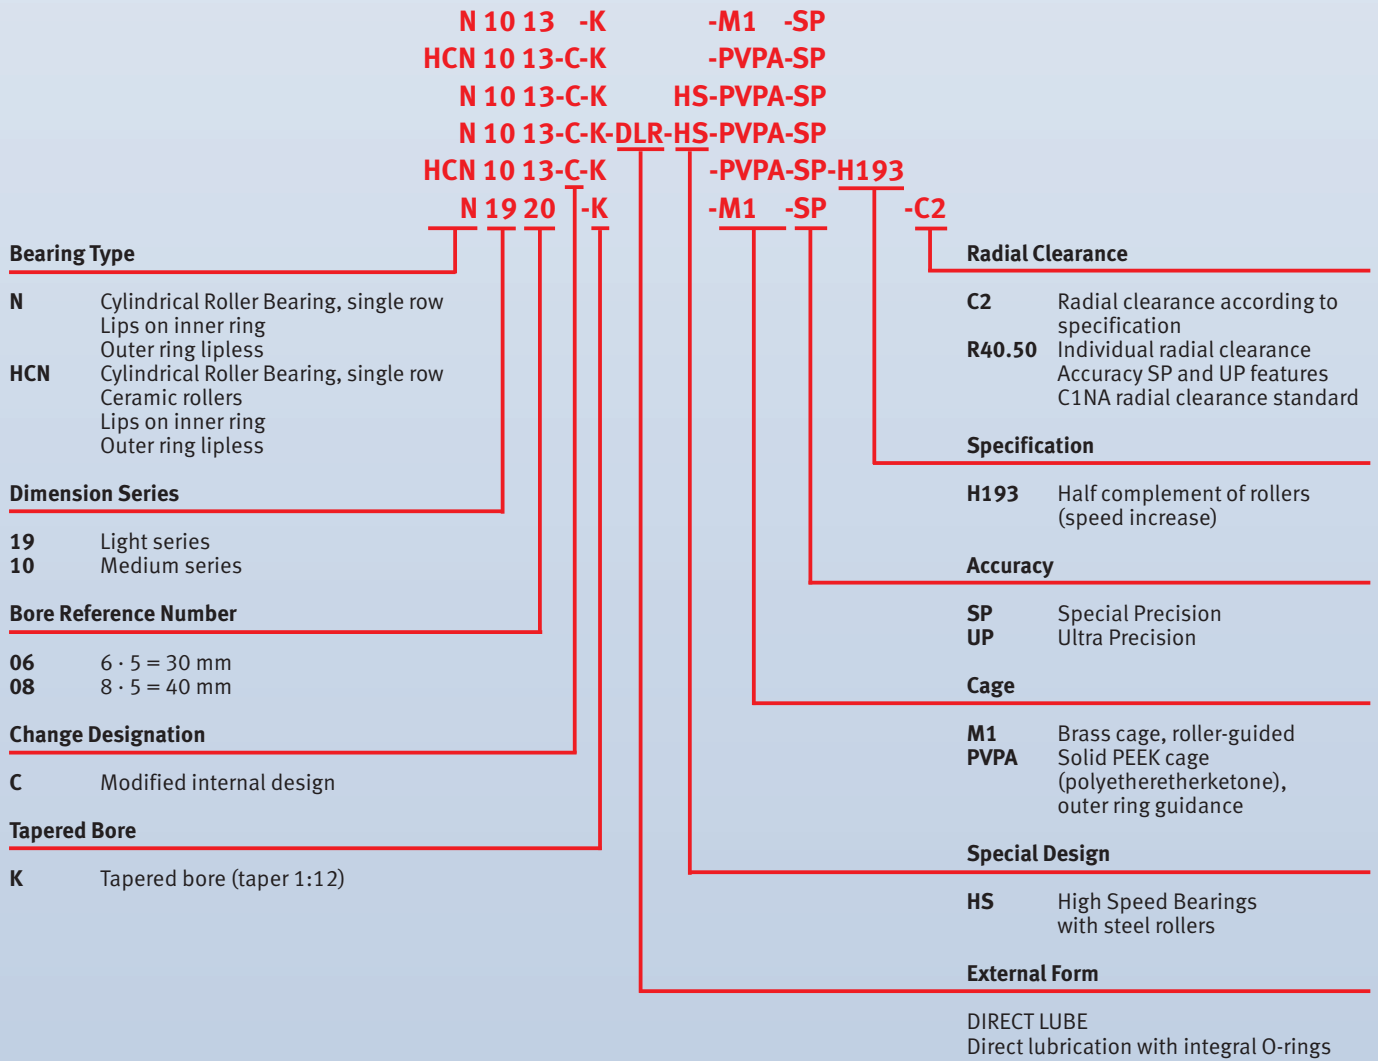 N 10 13 -K -M1 -SP
HCN 10 13-C-K -PVPA-SP
N 10 13-C-K HS-PVPA-SP
N 10 13-C-K-DLR-HS-PVPA-SP
HCN 10 13-C-K -PVPA-SP-H193
N 19 20 -K -M1 -SP -C2
Bearing Type
N Cylindrical Roller Bearing, single row
Lips on inner ring
Outer ring lipless
HCN Cylindrical Roller Bearing, single row
Ceramic rollers
Lips on inner ring
Outer ring lipless
Dimension Series
19 Light series
10 Medium series
Bore Reference Number
06 6 · 5 = 30 mm
08 8 · 5 = 40 mm
Change Designation
C Modified internal design
Tapered Bore
K Tapered bore (taper 1:12)
Radial Clearance
C2 Radial clearance according to
specification
R40.50 Individual radial clearance
Accuracy SP and UP features
C1NA radial clearance standard
Specification
H193 Half complement of rollers
(speed increase)
Accuracy
SP Special Precision
UP Ultra Precision
Cage
M1 Brass cage, roller-guided
PVPA Solid PEEK cage
(polyetheretherketone),
outer ring guidance
Special Design
HS High Speed Bearings
with steel rollers
External Form
DIRECT LUBE
Direct lubrication with integral O-rings